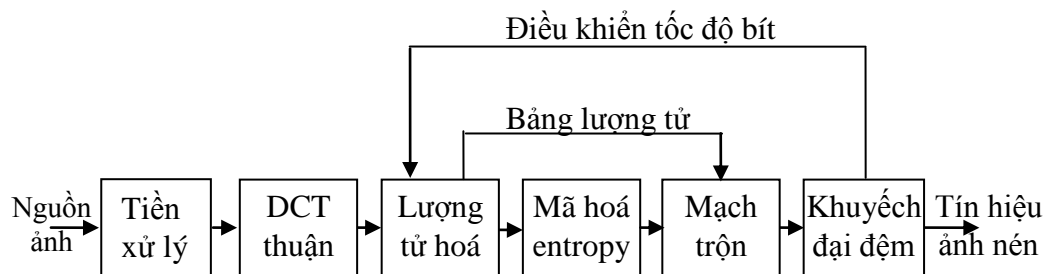 Điều khiển tốc độ bít
Bảng lượng tử
Nguồn
ảnh
Tiền
xử lý
DCT
thuận
Lượng
tử hoá
Mã hoá
entropy
Mạch
trộn
Khuyếch
đại đệm
Tín hiệu
ảnh nén